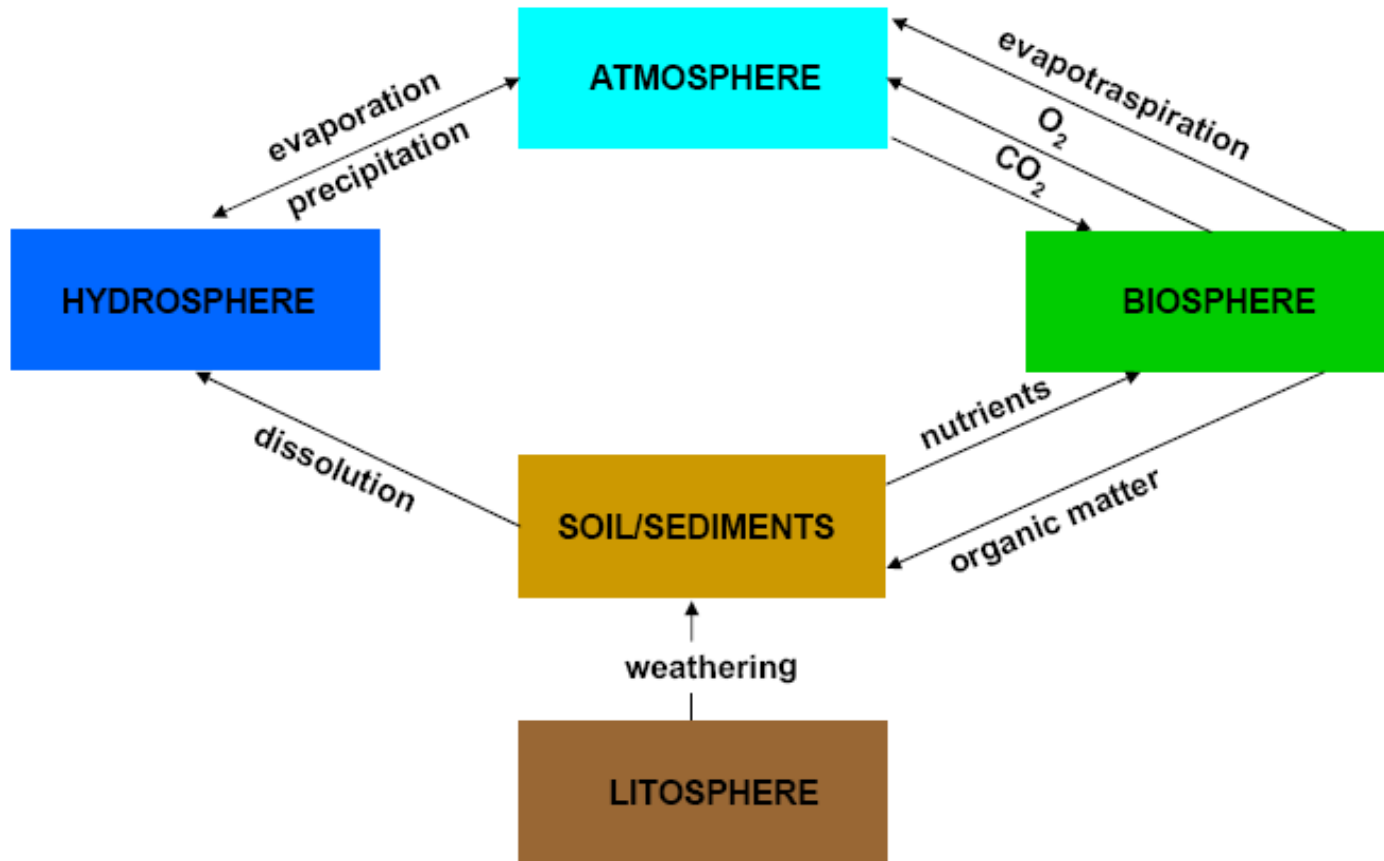 ATMOSPHERE
evaporation
precipitation
evapotraspiration
O₂
CO₂
HYDROSPHERE
BIOSPHERE
dissolution
nutrients
organic matter
SOIL/SEDIMENTS
weathering
LITOSPHERE